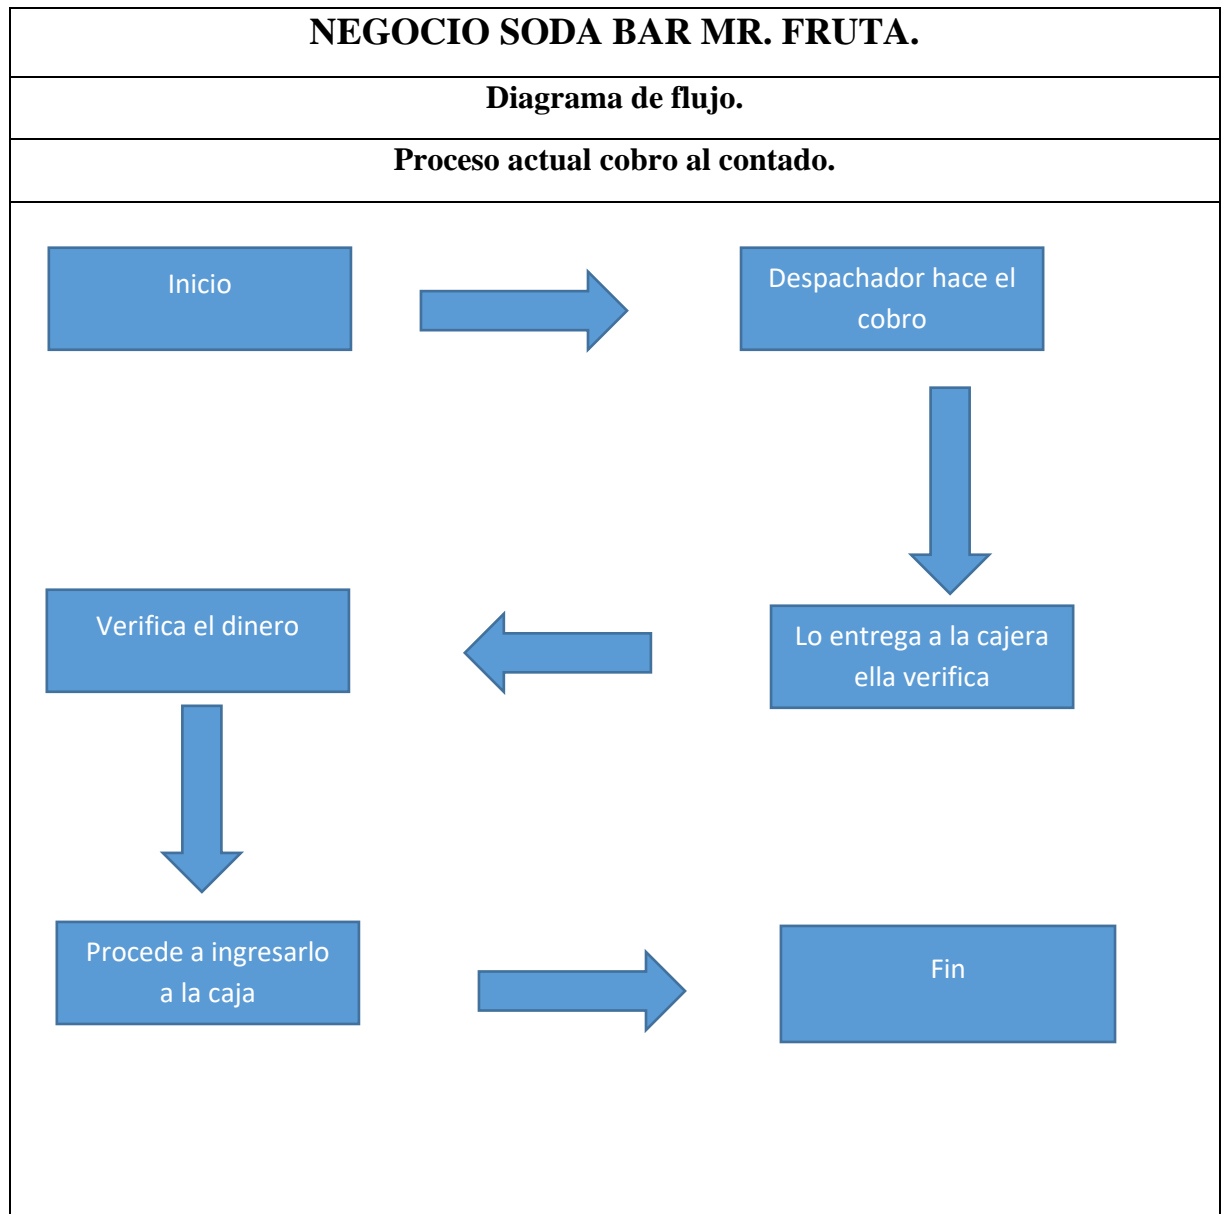 NEGOCIO SODA BAR MR. FRUTA.
Diagrama de flujo.
Proceso actual cobro al contado.
Inicio
Despachador hace el
cobro
Lo entrega a la cajera
ella verifica
Verifica el dinero
Procede a ingresarlo
a la caja
Fin